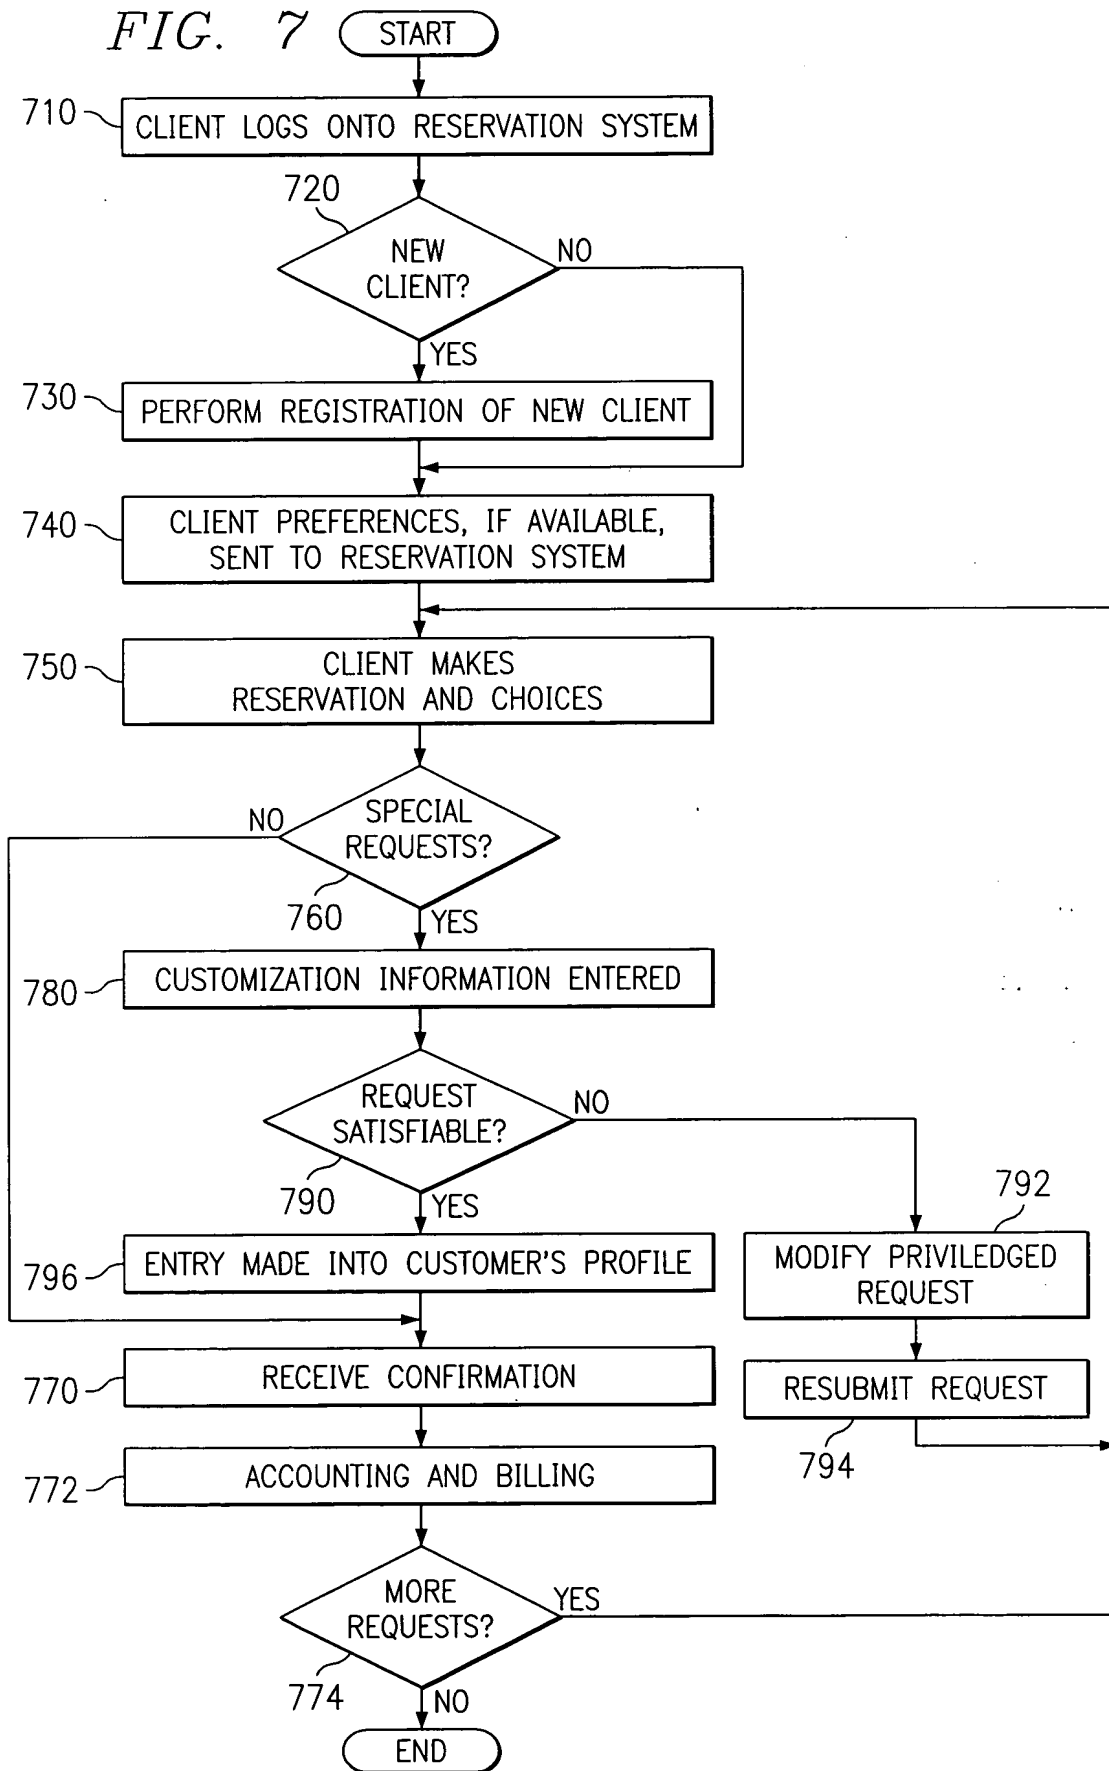 FIG. 7
START
710
CLIENT LOGS ONTO RESERVATION SYSTEM
720
NEW
CLIENT?
NO
YES
730
PERFORM REGISTRATION OF NEW CLIENT
740
CLIENT PREFERENCES, IF AVAILABLE,
SENT TO RESERVATION SYSTEM
750
CLIENT MAKES
RESERVATION AND CHOICES
NO
SPECIAL
REQUESTS?
760
YES
780
CUSTOMIZATION INFORMATION ENTERED
REQUEST
SATISFIABLE?
NO
790
YES
792
796
ENTRY MADE INTO CUSTOMER'S PROFILE
MODIFY PRIVILEDGED
REQUEST
770
RECEIVE CONFIRMATION
RESUBMIT REQUEST
794
772
ACCOUNTING AND BILLING
MORE
REQUESTS?
YES
774
NO
END